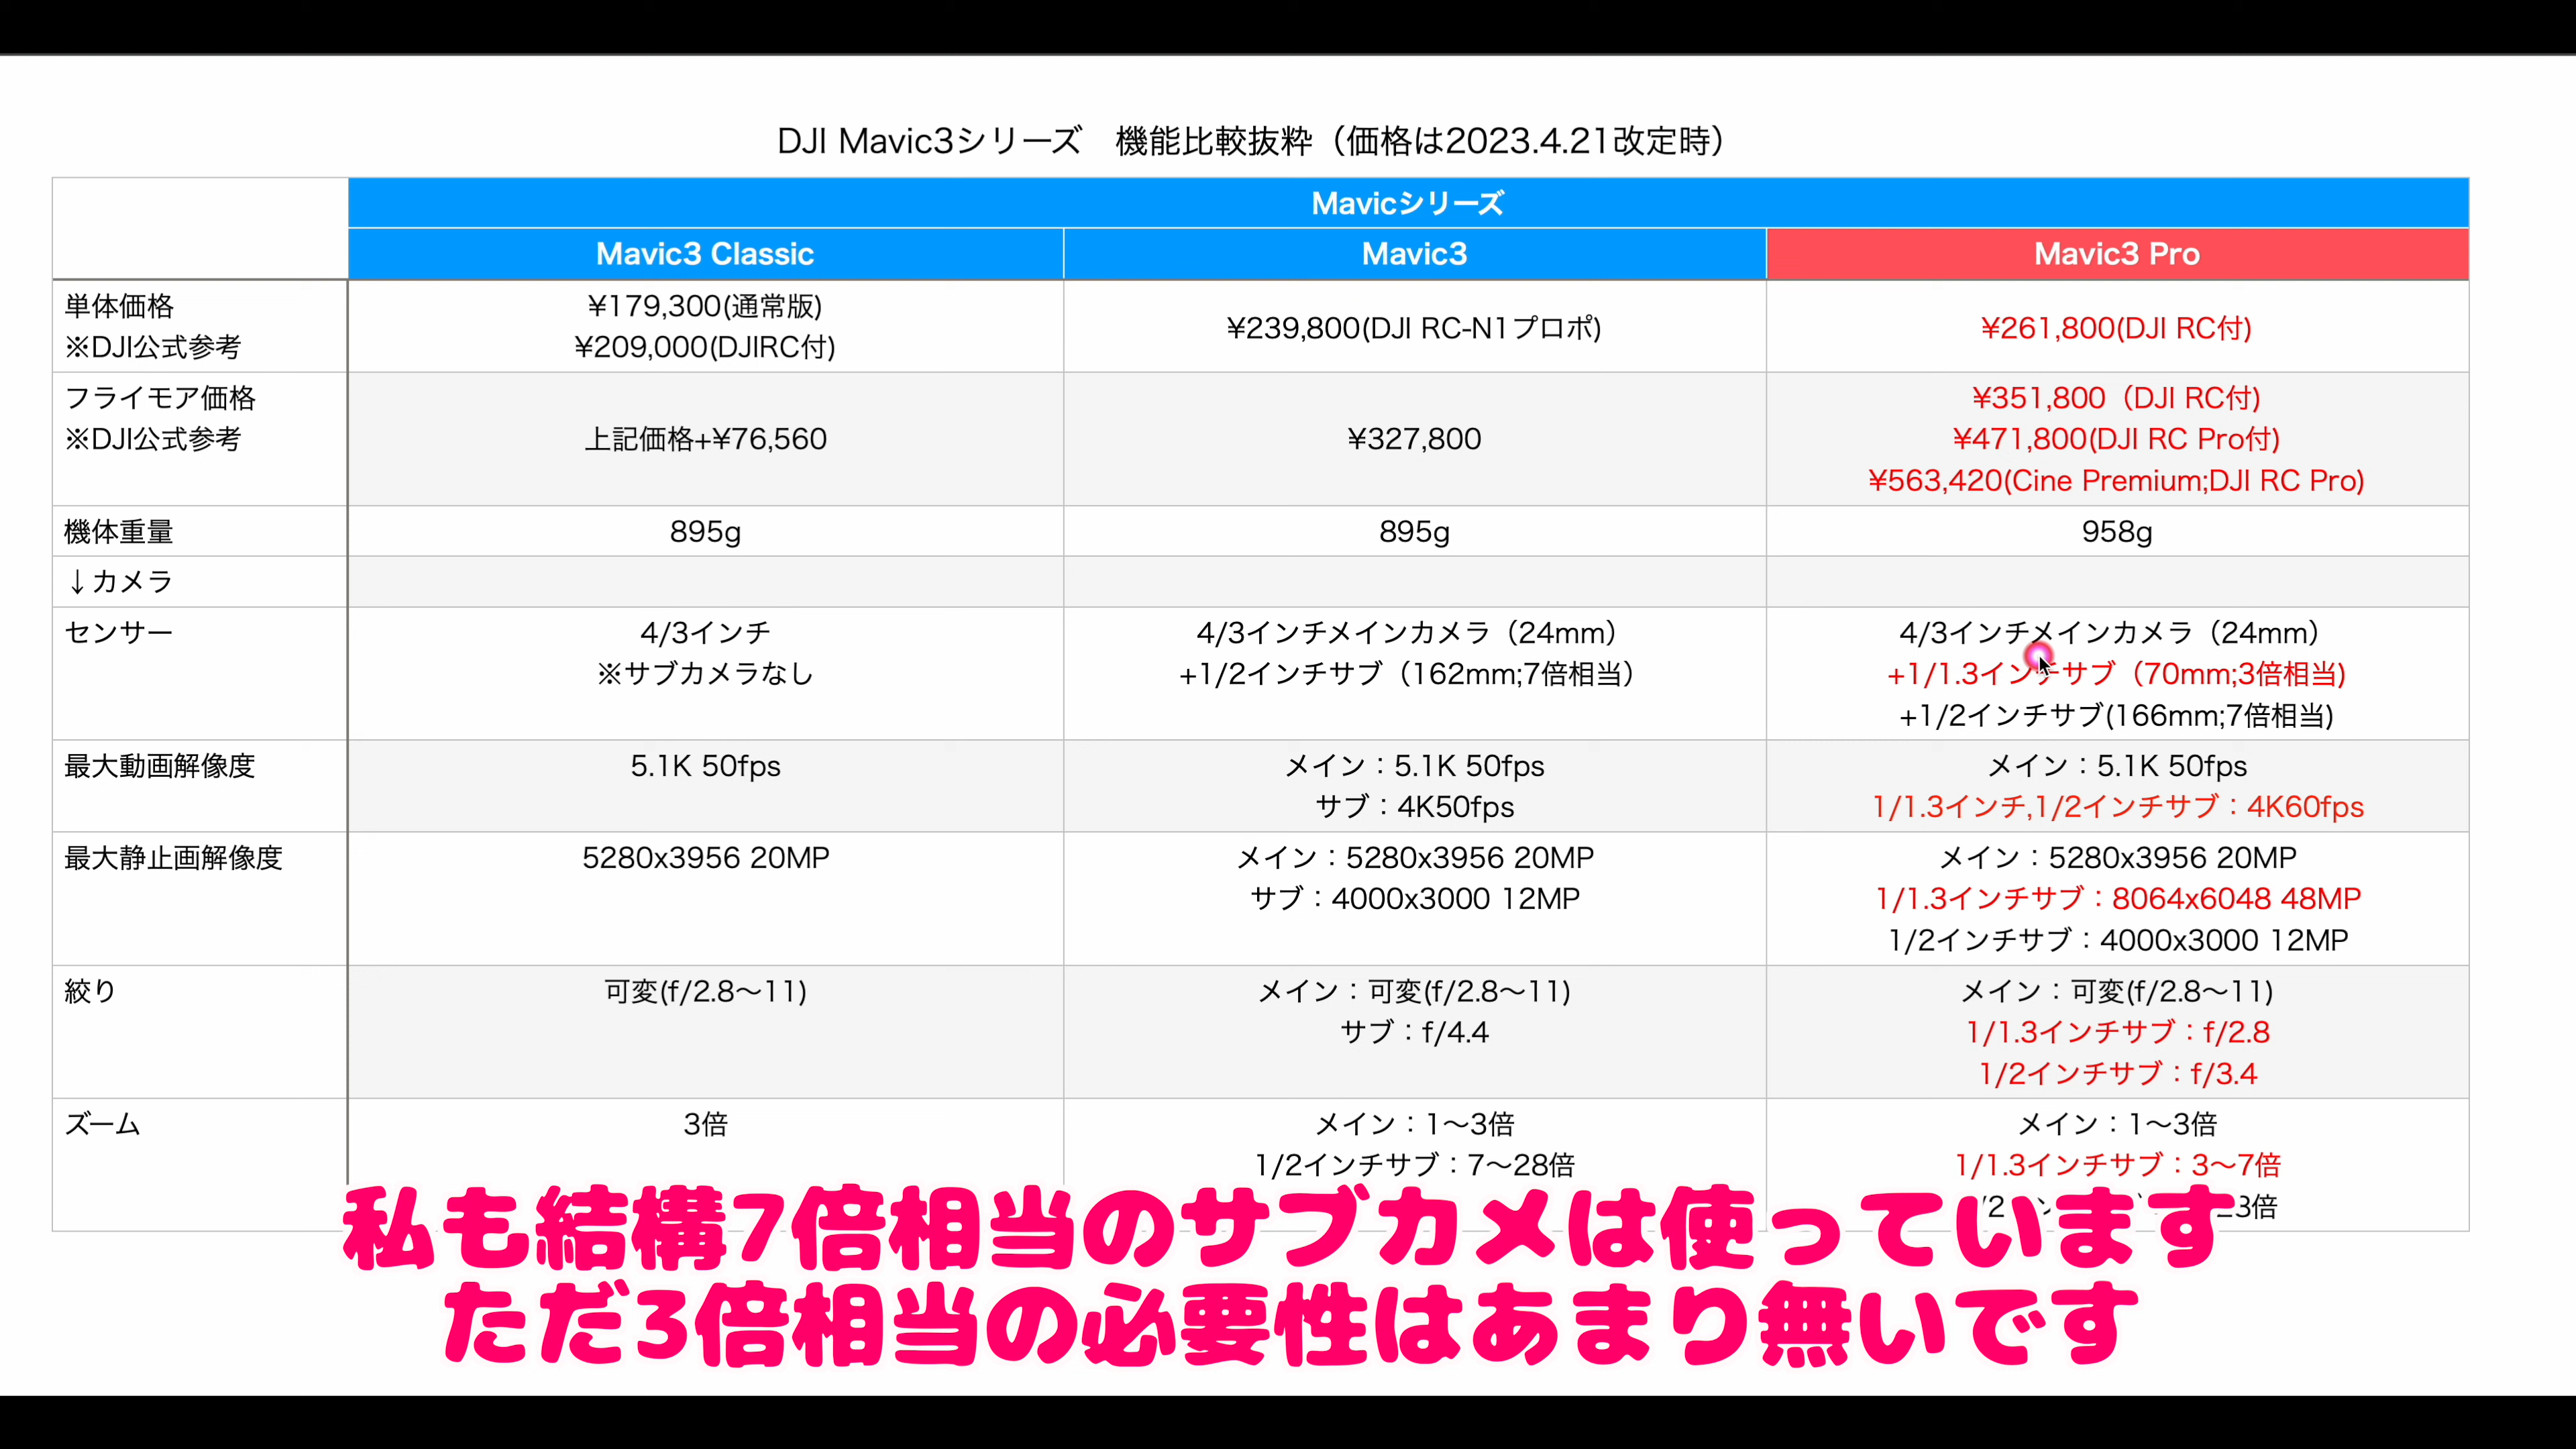 DJI Mavic3シリーズ　機能比較抜粋（価格は2023.4.21改定時）
Mavicシリーズ
Mavic3 Classic
Mavic3
Mavic3 Pro
単体価格
※DJI公式参考
¥179,300(通常版)
¥209,000(DJIRC付)
¥239,800(DJI RC-N1プロポ)
¥261,800(DJI RC付)
フライモア価格
※DJI公式参考
上記価格+¥76,560
¥327,800
¥351,800（DJI RC付)
¥471,800(DJI RC Pro付)
¥563,420(Cine Premium;DJI RC Pro)
機体重量
895g
895g
958g
↓カメラ
センサー
4/3インチ
※サブカメラなし
4/3インチメインカメラ（24mm）
+1/2インチサブ（162mm;7倍相当）
4/3インチメインカメラ（24mm）
+1/1.3インチサブ（70mm;3倍相当)
+1/2インチサブ(166mm;7倍相当)
最大動画解像度
5.1K 50fps
メイン：5.1K 50fps
サブ：4K50fps
メイン：5.1K 50fps
1/1.3インチ,1/2インチサブ：4K60fps
最大静止画解像度
5280x3956 20MP
メイン：5280x3956 20MP
サブ：4000x3000 12MP
メイン：5280x3956 20MP
1/1.3インチサブ：8064x6048 48MP
1/2インチサブ：4000x3000 12MP
絞り
可変(f/2.8〜11)
メイン：可変(f/2.8〜11)
サブ：f/4.4
メイン：可変(f/2.8〜11)
1/1.3インチサブ：f/2.8
1/2インチサブ：f/3.4
ズーム
3倍
メイン：1〜3倍
1/2インチサブ：7〜28倍
メイン：1〜3倍
1/1.3インチサブ：3〜7倍
私も結構7倍相当のサブカメは使っています
ただ3倍相当の必要性はあまり無いです